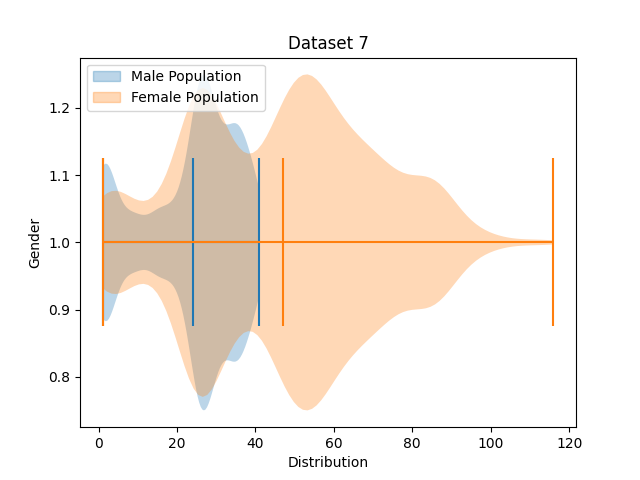 Dataset 7
Male Population
Female Population
1.2
1.1
1.0
0.9
0.8
Gender
0
20
40
60
80
100
120
Distribution